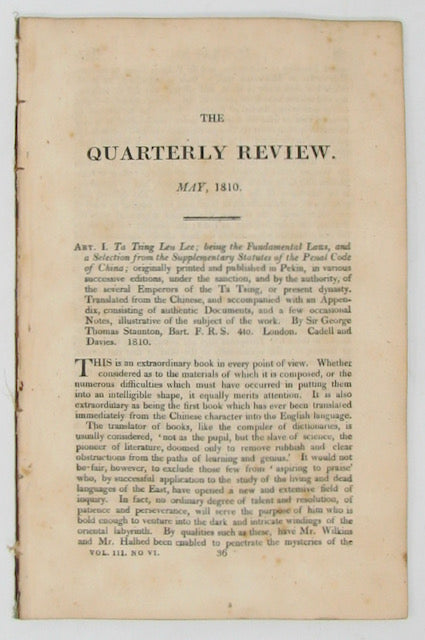 THE
QUARTERLY REVIEW.
MAY, 1810.
ART. I. Ta Tsing Leu Lee; being the Fundamental Laws, and
a Selection from the Supplementary Statutes of the Penal Code
of China; originally printed and published in Pekin, in various
successive editions, under the sanction, and by the authority, of
the several Emperors of the Ta Tsing, or present dynasty.
Translated from the Chinese, and accompanied with an Appen-
dix, consisting of authentic Documents, and a few occasional
Notes, illustrative of the subject of the work. By Sir George
Thomas Staunton, Bart. F. R. S. 4to. London. Cadell and
Davies. 1810.
THIS is an extraordinary book in every point of view. Whether
considered as to the materials of which it is composed, or the
numerous difficulties which must have occurred in putting them
into an intelligible shape, it equally merits attention. It is also
extraordinary as being the first book which has ever been translated
immediately from the Chinese character into the English language.
The translator of books, like the compiler of dictionaries, is
usually considered, 'not as the pupil, but the slave of science, the
pioneer of literature, doomed only to remove rubbish and clear
obstructions from the paths of learning and genius.' It would not
be fair, however, to exclude those few from 'aspiring to praise'
who, by successful application to the study of the living and dead
languages of the East, have opened a new and extensive field of
inquiry. In fact, no ordinary degree of talent and resolution, of
patience and perseverance, will serve the purpose of him who is
bold enough to venture into the dark and intricate windings of the
oriental labyrinth. By qualities such as these, have Mr. Wilkins
and Mr. Halhed been enabled to penetrate the mysteries of the
VOL. III. NO VI. 36